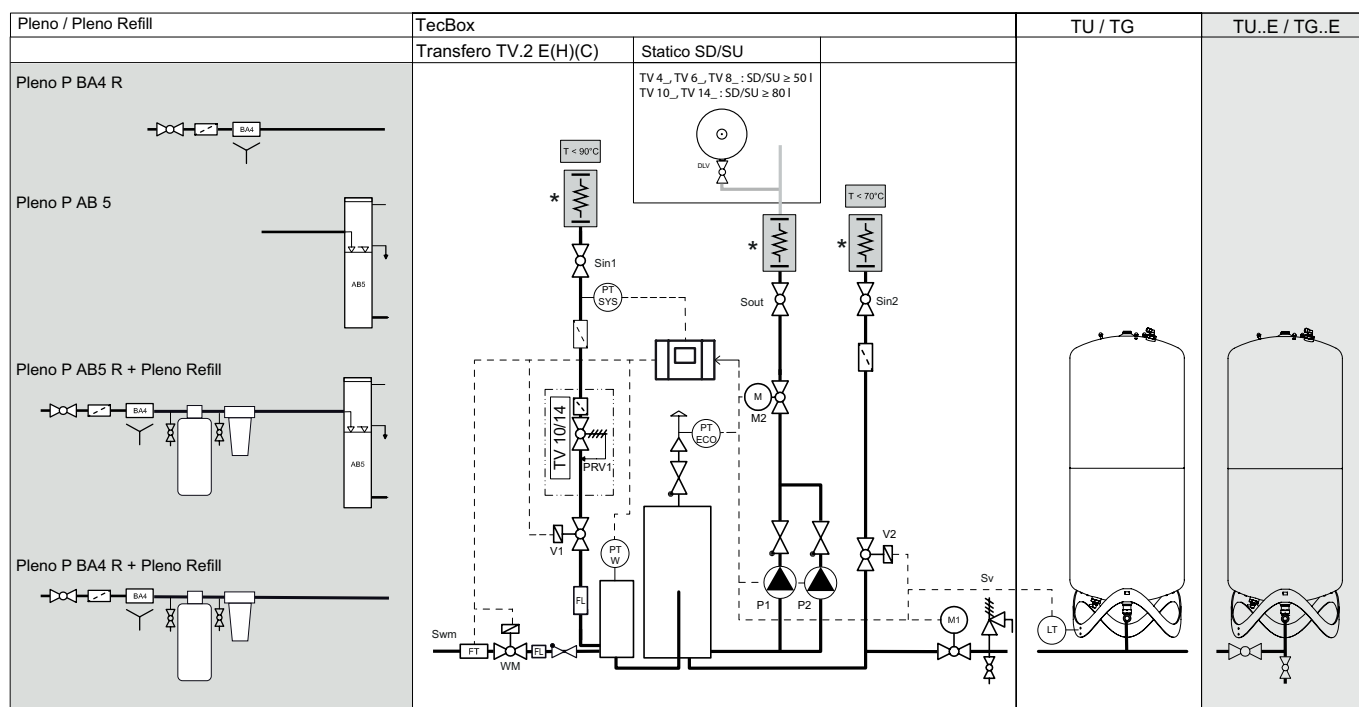 Pleno / Pleno Refill
TecBox
TU / TG
TU..E / TG..E
Transfero TV.2 E(H)(C)
Statico SD/SU
Pleno P BA4 R
BA4
Pleno P AB 5
AB5
Pleno P AB5 R + Pleno Refill
BA4
AB5
Pleno P BA4 R + Pleno Refill
BA4
TV 4_, TV 6_, TV 8_ : SD/SU ≥ 50 l
TV 10_, TV 14_ : SD/SU ≥ 80 l
DLV
T < 90°C
T < 70°C
*
*
*
Sin1
PT
SYS
Sout
Sin2
M
M2
PT
ECO
TV 10/14
PRV1
V1
PT
W
V2
FL
P1
P2
Sv
M1
LT
Swm
FT
WM
FL